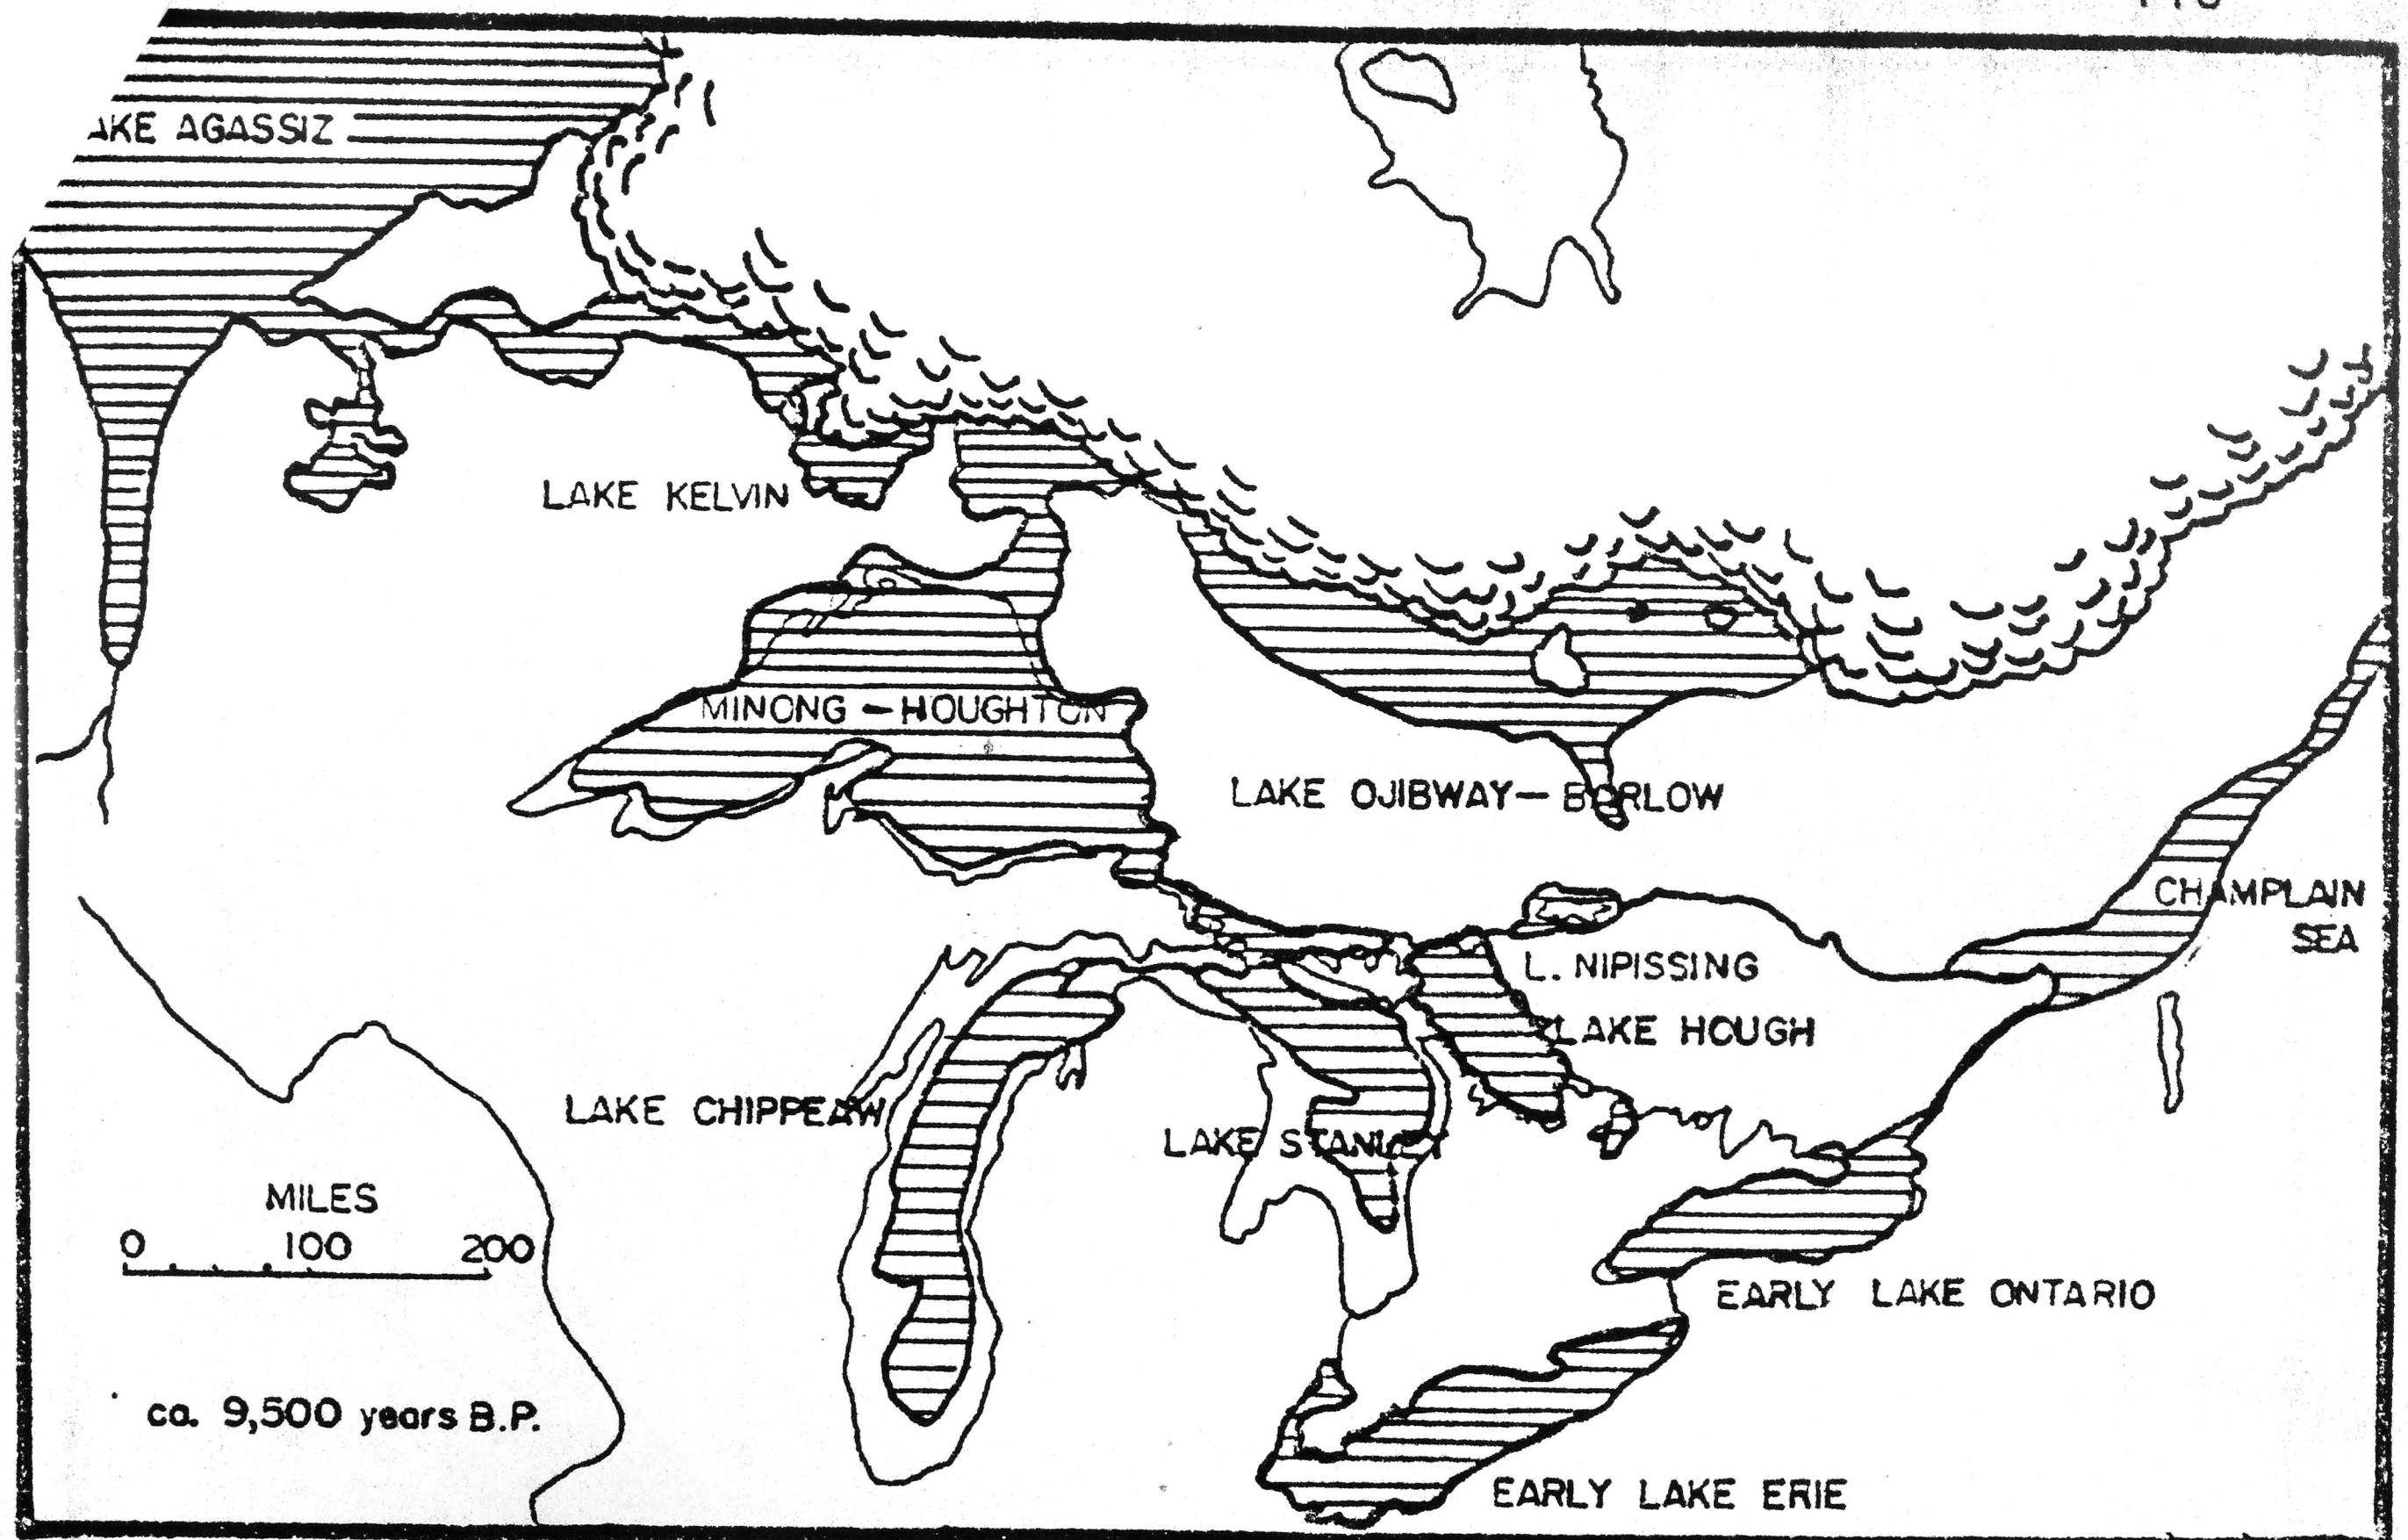 AKE AGASSIZ
LAKE KELVIN
MINONG - HOUGHTON
LAKE OJIBWAY- BARLOW
CHAMPLAIN
SEA
L. NIPISSING
LAKE HOUGH
LAKE CHIPPEAW
LAKE STANLEY
MILES
0 100 200
EARLY LAKE ONTARIO
ca. 9,500 years B.P.
EARLY LAKE ERIE